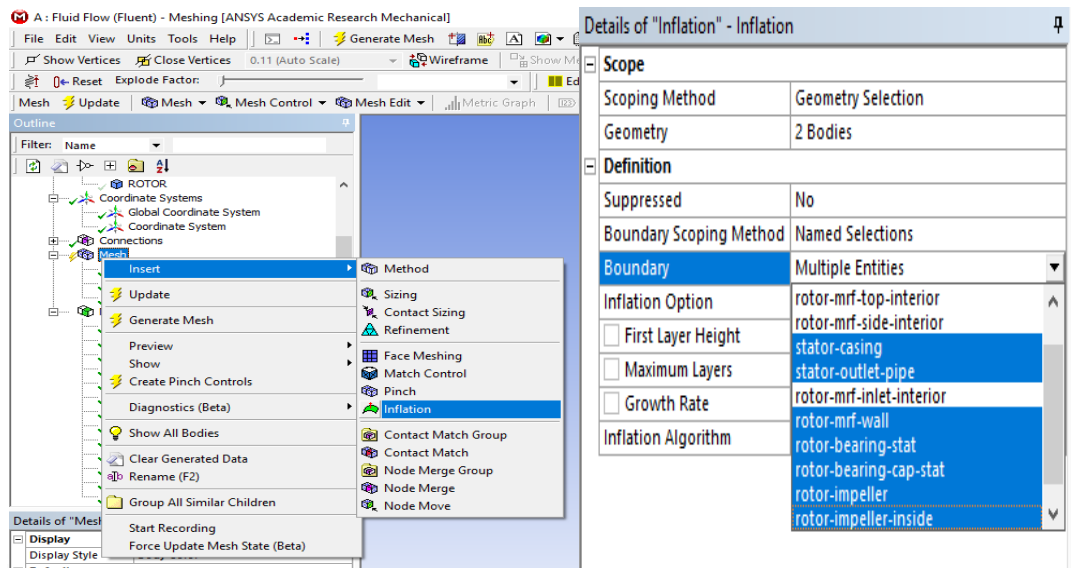 A : Fluid Flow (Fluent) - Meshing [ANSYS Academic Research Mechanical]
File Edit View Units Tools Help Generate Mesh
Show Vertices Close Vertices 0.11 (Auto Scale) Wireframe Show Me
Reset Explode Factor: Ed
Mesh Update Mesh Mesh Control Mesh Edit Metric Graph
Outline
Filter: Name
ROTOR
Coordinate Systems
Global Coordinate System
Coordinate System
Connections
Mesh
Insert
Update
Generate Mesh
Preview
Show
Create Pinch Controls
Diagnostics (Beta)
Show All Bodies
Clear Generated Data
Rename (F2)
Group All Similar Children
Start Recording
Force Update Mesh State (Beta)
Method
Sizing
Contact Sizing
Refinement
Face Meshing
Match Control
Pinch
Inflation
Contact Match Group
Contact Match
Node Merge Group
Node Merge
Node Move
Details of "Mesh
Display
Display Style
Details of "Inflation" - Inflation
Scope
Scoping Method Geometry Selection
Geometry 2 Bodies
Definition
Suppressed No
Boundary Scoping Method Named Selections
Boundary Multiple Entities
Inflation Option
First Layer Height
Maximum Layers
Growth Rate
Inflation Algorithm
rotor-mrf-top-interior
rotor-mrf-side-interior
stator-casing
stator-outlet-pipe
rotor-mrf-inlet-interior
rotor-mrf-wall
rotor-bearing-stat
rotor-bearing-cap-stat
rotor-impeller
rotor-impeller-inside